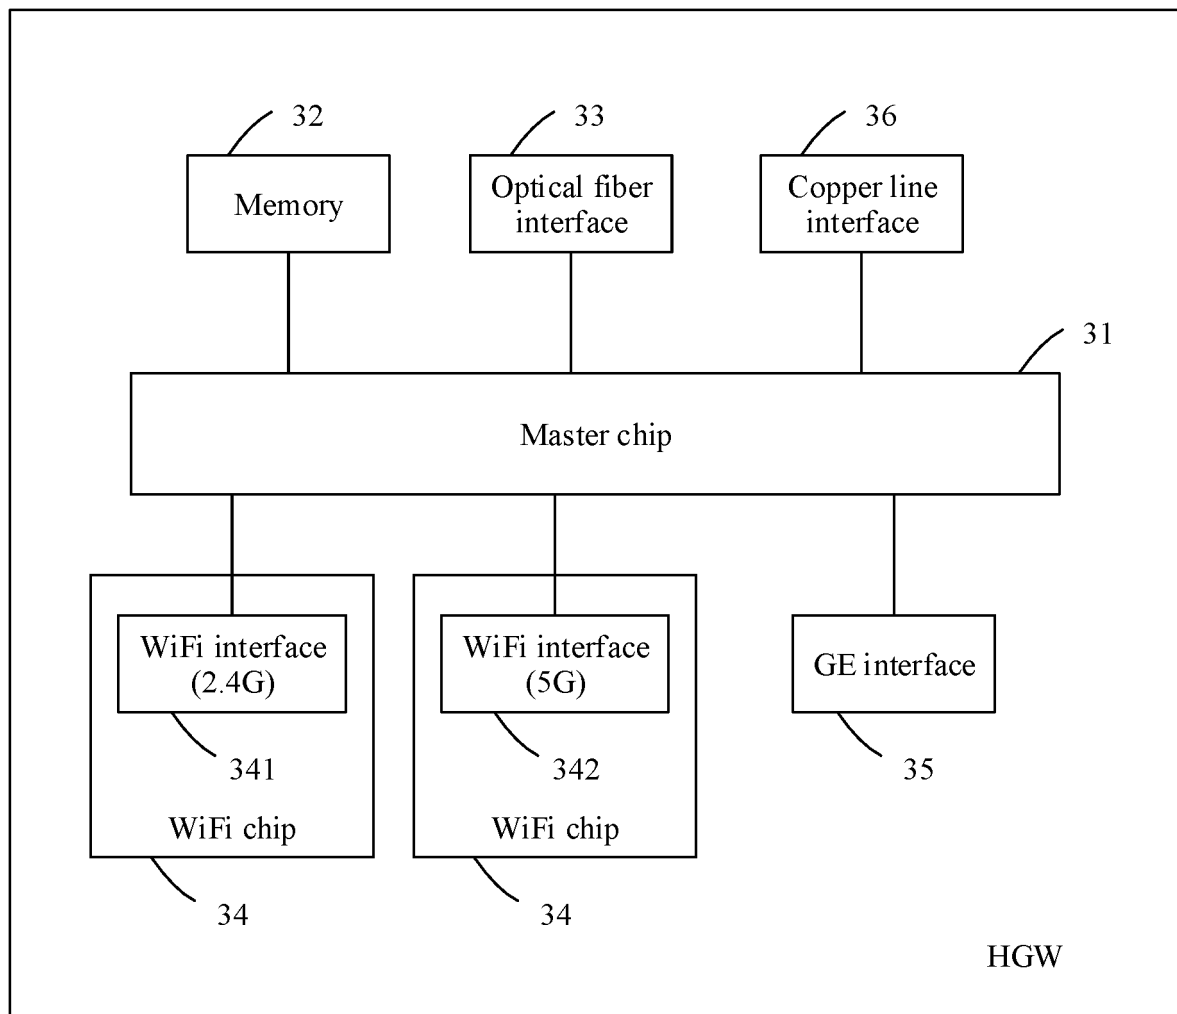 32
33
36
Memory
Optical fiber
interface
Copper line
interface
31
Master chip
WiFi interface
(2.4G)
WiFi interface
(5G)
GE interface
341
342
35
WiFi chip
WiFi chip
34
34
HGW